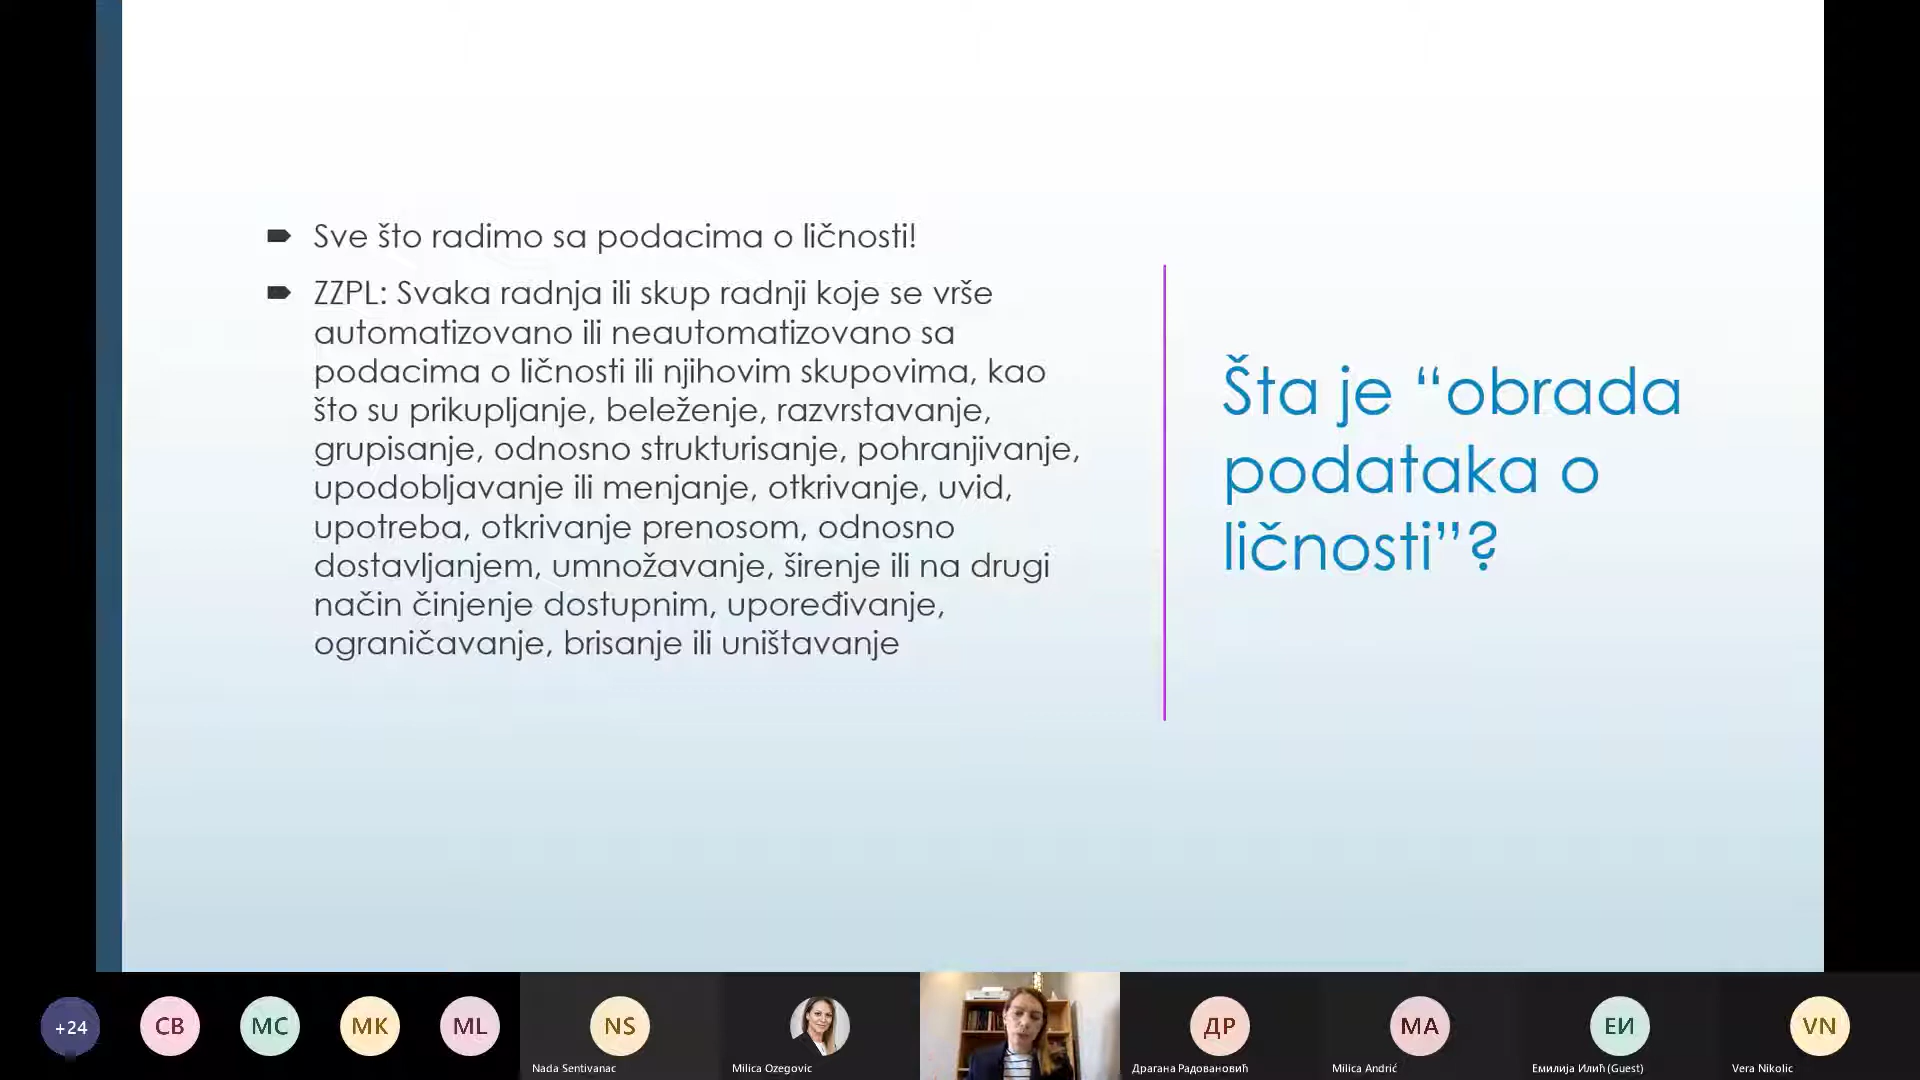 Sve što radimo sa podacima o ličnosti!
ZZPL: Svaka radnja ili skup radnji koje se vrše
automatizovano ili neautomatizovano sa
podacima o ličnosti ili njihovim skupovima, kao
što su prikupljanje, beleženje, razvrstavanje,
grupisanje, odnosno strukturisanje, pohranjivanje,
upodobljavanje ili menjanje, otkrivanje, uvid,
upotreba, otkrivanje prenosom, odnosno
dostavljanjem, umnožavanje, širenje ili na drugi
način činjenje dostupnim, upoređivanje,
ograničavanje, brisanje ili uništavanje
Šta je “obrada
podataka o
ličnosti”?
+24
CB
MC
MK
ML
NS
ДР
MA
ЕИ
VN
Nada Sentivanac
Milica Ozegovic
Драгана Радовановић
Milica Andrić
Емилија Илић (Guest)
Vera Nikolic